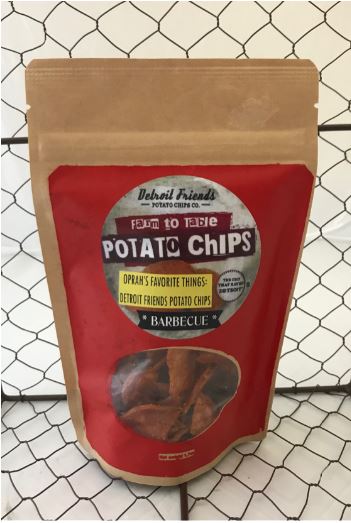 Detroit Friends
POTATO CHIPS CO.
FARM to TABLE
POTATO CHIPS
OPRAH'S FAVORITE THINGS:
DETROIT FRIENDS POTATO CHIPS
THE CHIP
THAT SAVED
DETROIT
* BARBECUE *